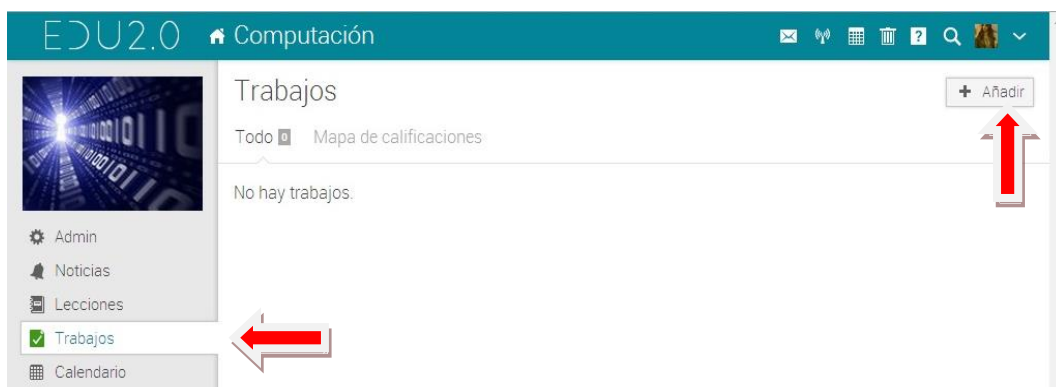 EDU2.0 Computación
Trabajos
+ Añadir
Todo 0 Mapa de calificaciones
No hay trabajos.
Admin
Noticias
Lecciones
Trabajos
Calendario